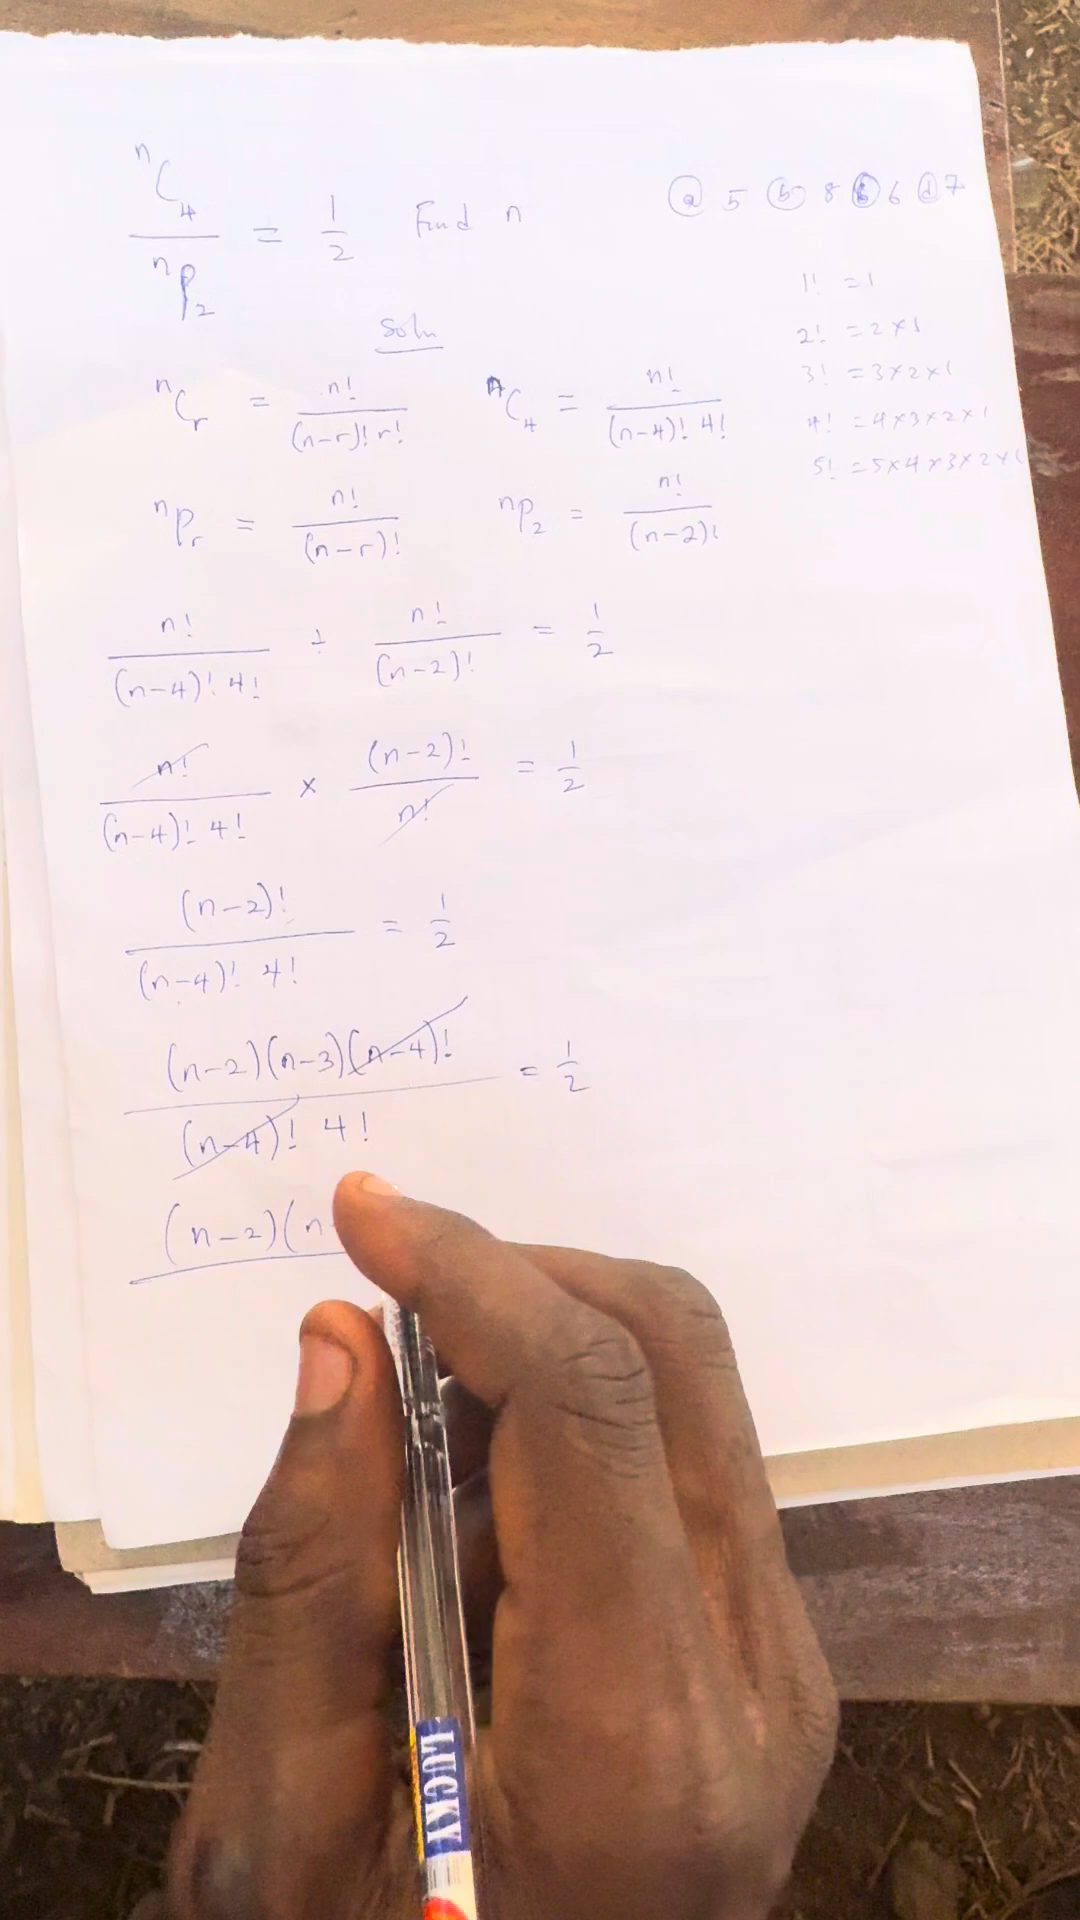 ⁿC₄/ⁿP₂ = 1/2 Find n
ⓐ 5 ⓑ 8 ⓒ 6 ⓓ 7
Soln
1! = 1
2! = 2×1
3! = 3×2×1
4! = 4×3×2×1
5! = 5×4×3×2×1
ⁿCᵣ = n!/(n-r)! r! ⁿC₄ = n!/(n-4)! 4!
ⁿPᵣ = n!/(n-r)! ⁿP₂ = n!/(n-2)!
n!/(n-4)! 4! ÷ n!/(n-2)! = 1/2
n!/(n-4)! 4! × (n-2)!/n! = 1/2
(n-2)!/(n-4)! 4! = 1/2
(n-2)(n-3)(n-4)!/(n-4)! 4! = 1/2
(n-2)(n
LUCKY